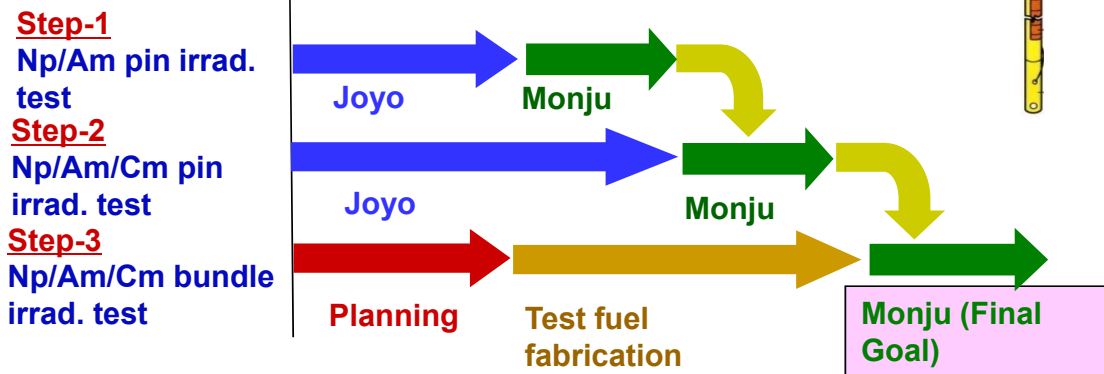 Step-1
Np/Am pin irrad.
test
Joyo
Monju
Step-2
Np/Am/Cm pin
irrad. test
Joyo
Monju
Step-3
Np/Am/Cm bundle
irrad. test
Planning
Test fuel
fabrication
Monju (Final
Goal)